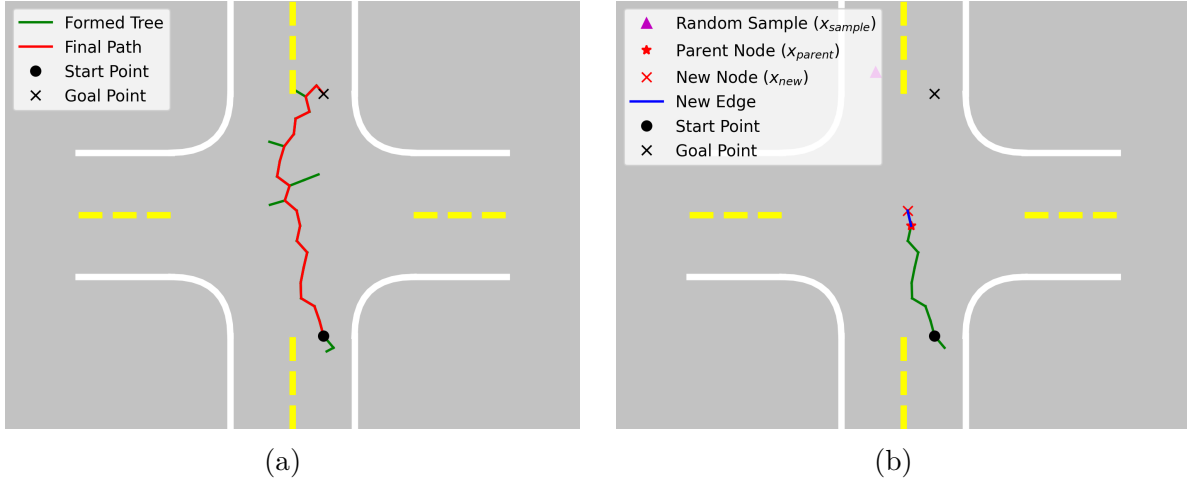 Formed Tree
Final Path
Start Point
Goal Point
Random Sample (x_sample)
Parent Node (x_parent)
New Node (x_new)
New Edge
Start Point
Goal Point
(a)
(b)